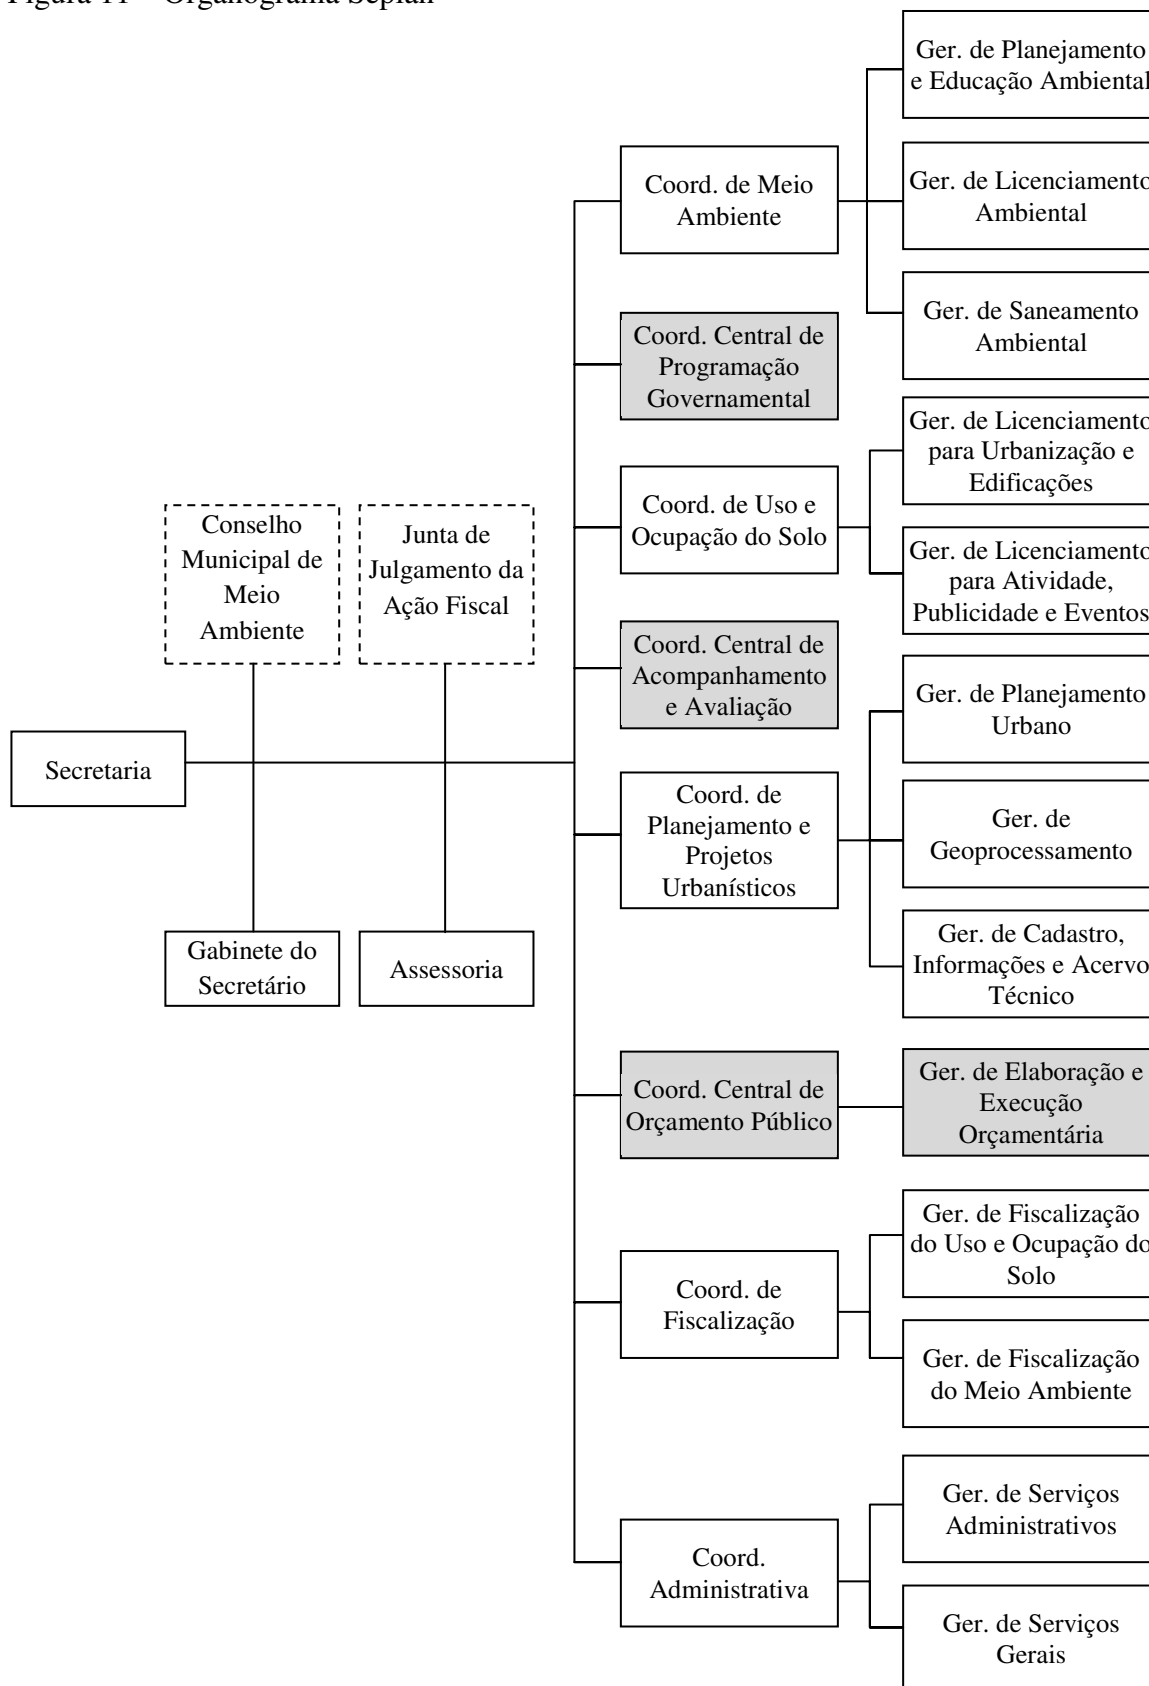 Figura 11 – Organograma Seplan
Ger. de Planejamento
e Educação Ambiental
Coord. de Meio
Ambiente
Ger. de Licenciamento
Ambiental
Ger. de Saneamento
Ambiental
Coord. Central de
Programação
Governamental
Ger. de Licenciamento
para Urbanização e
Edificações
Coord. de Uso e
Ocupação do Solo
Ger. de Licenciamento
para Atividade,
Publicidade e Eventos
Conselho
Municipal de
Meio
Ambiente
Junta de
Julgamento da
Ação Fiscal
Coord. Central de
Acompanhamento
e Avaliação
Ger. de Planejamento
Urbano
Secretaria
Coord. de
Planejamento e
Projetos
Urbanísticos
Ger. de
Geoprocessamento
Ger. de Cadastro,
Informações e Acervo
Técnico
Gabinete do
Secretário
Assessoria
Coord. Central de
Orçamento Público
Ger. de Elaboração e
Execução
Orçamentária
Ger. de Fiscalização
do Uso e Ocupação do
Solo
Coord. de
Fiscalização
Ger. de Fiscalização
do Meio Ambiente
Ger. de Serviços
Administrativos
Coord.
Administrativa
Ger. de Serviços
Gerais